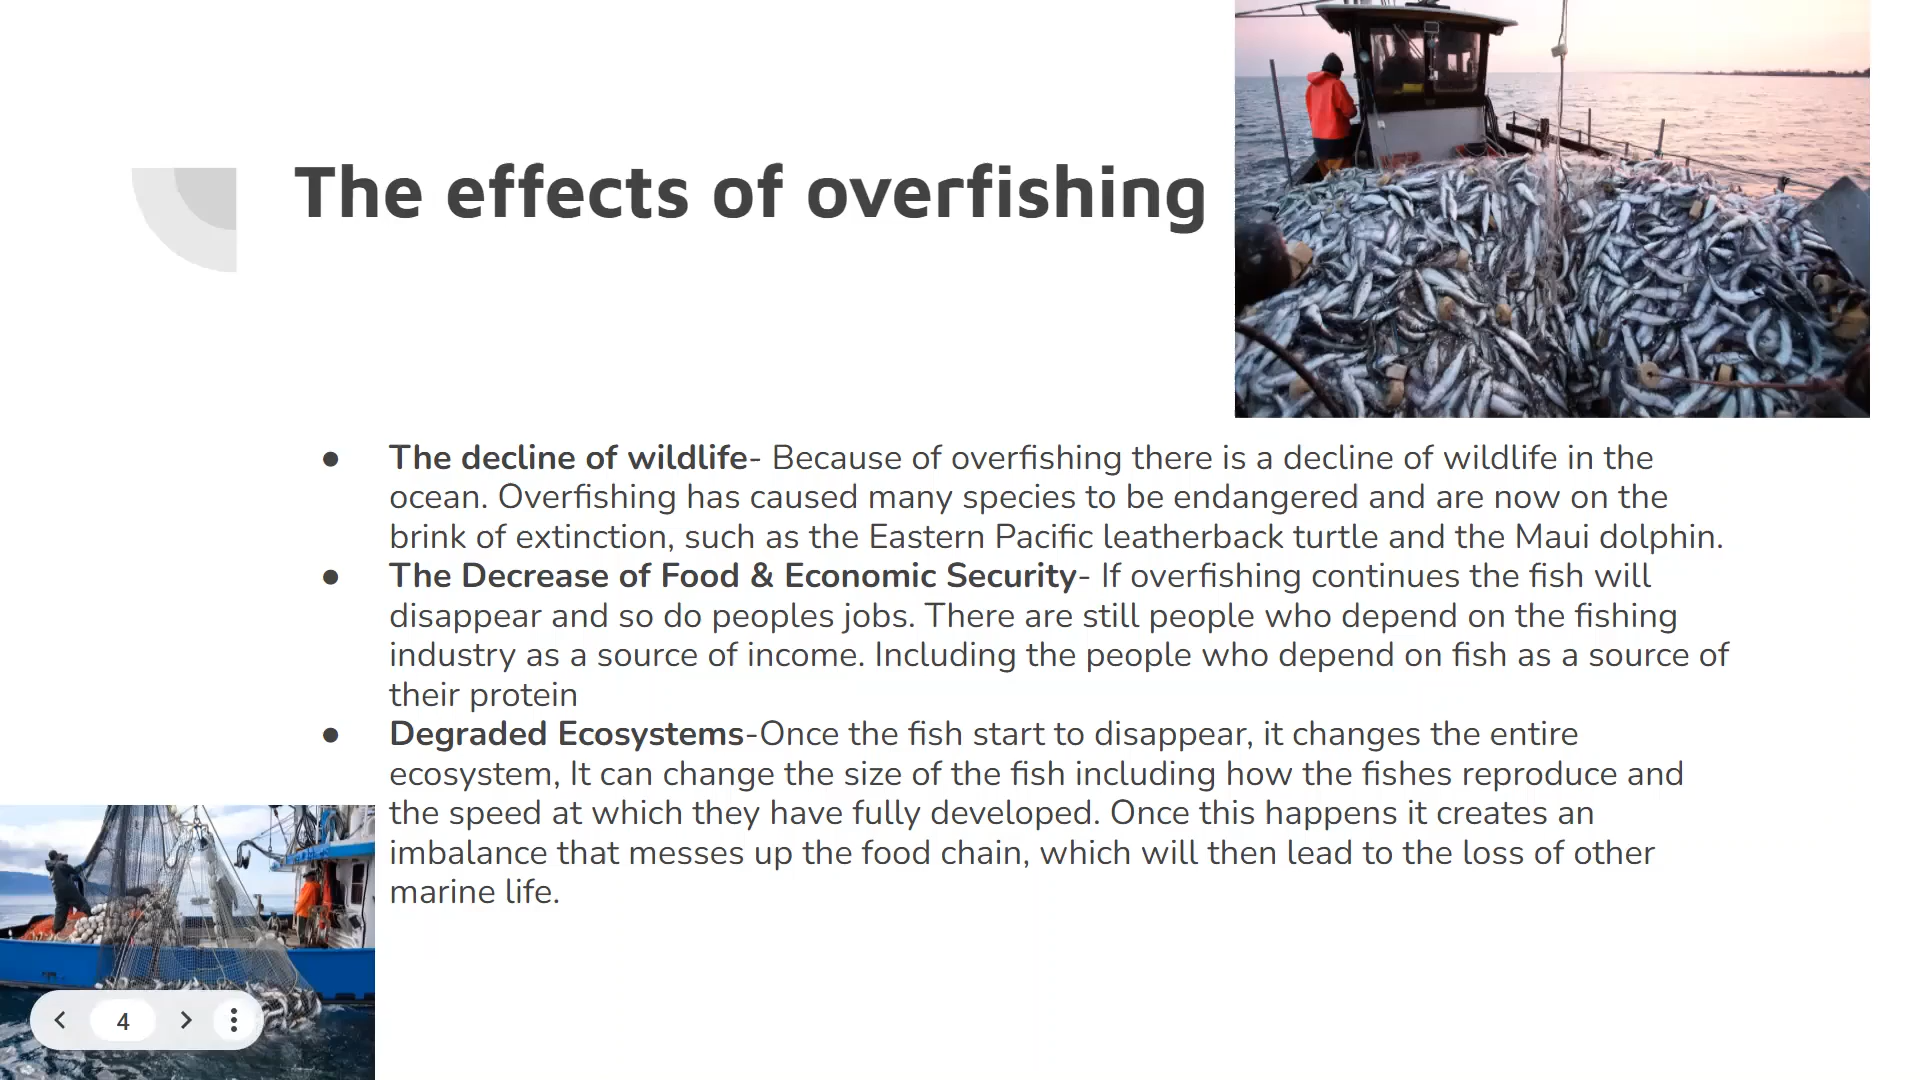 The effects of overfishing
● The decline of wildlife- Because of overfishing there is a decline of wildlife in the
ocean. Overfishing has caused many species to be endangered and are now on the
brink of extinction, such as the Eastern Pacific leatherback turtle and the Maui dolphin.
● The Decrease of Food & Economic Security- If overfishing continues the fish will
disappear and so do peoples jobs. There are still people who depend on the fishing
industry as a source of income. Including the people who depend on fish as a source of
their protein
● Degraded Ecosystems-Once the fish start to disappear, it changes the entire
ecosystem, It can change the size of the fish including how the fishes reproduce and
the speed at which they have fully developed. Once this happens it creates an
imbalance that messes up the food chain, which will then lead to the loss of other
marine life.
4